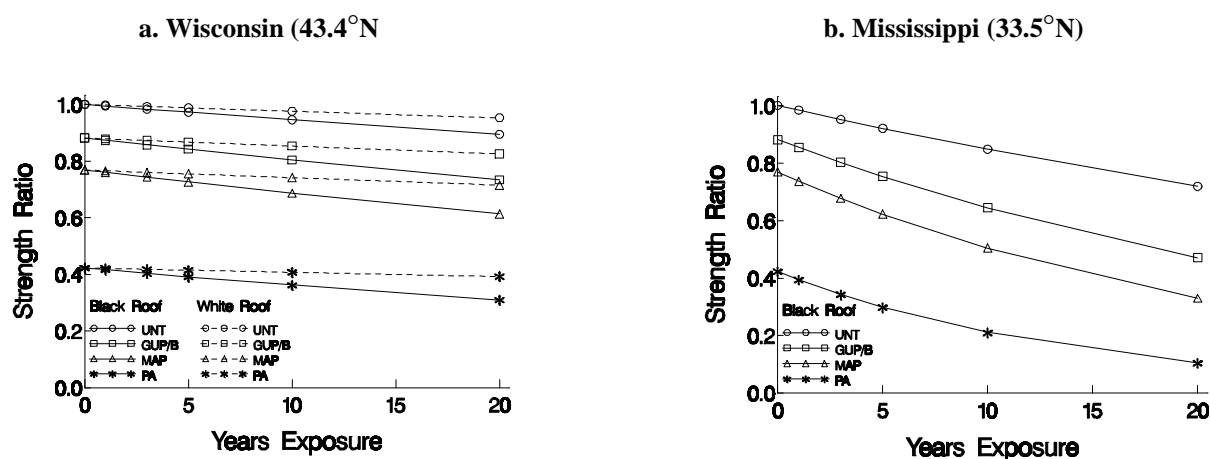 a. Wisconsin (43.4°N
1.0
0.8
0.6
0.4
0.2
0.0
Strength Ratio
Black Roof White Roof
UNT UNT
GUP/B GUP/B
MAP MAP
PA PA
0 5 10 15 20
Years Exposure
b. Mississippi (33.5°N)
1.0
0.8
0.6
0.4
0.2
0.0
Strength Ratio
Black Roof
UNT
GUP/B
MAP
PA
0 5 10 15 20
Years Exposure